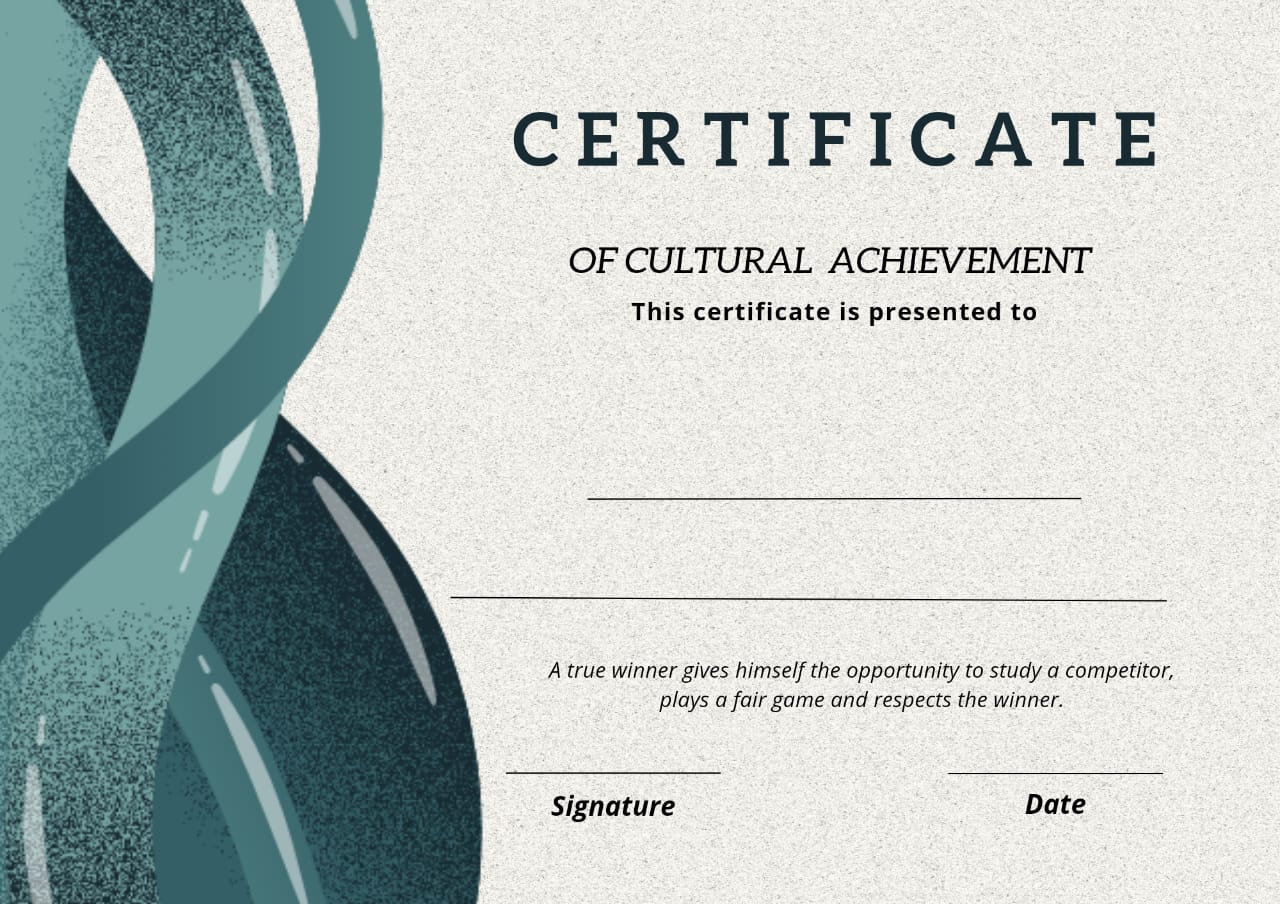 CERTIFICATE
OF CULTURAL ACHIEVEMENT
This certificate is presented to
A true winner gives himself the opportunity to study a competitor,
plays a fair game and respects the winner.
Signature
Date